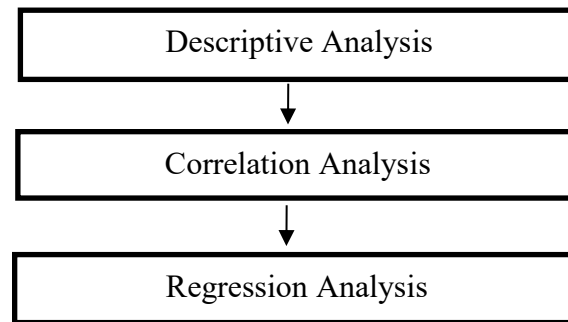 Descriptive Analysis
Correlation Analysis
Regression Analysis